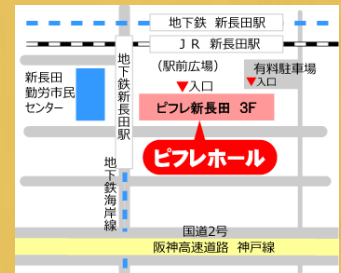 地下鉄 新長田駅
JR 新長田駅
(駅前広場)
有料駐車場
▼入口
▼入口
新長田
勤労市民
センター
地下鉄新長田駅
ピフレ新長田 3F
ピフレホール
地下鉄海岸線
国道2号
阪神高速道路 神戸線